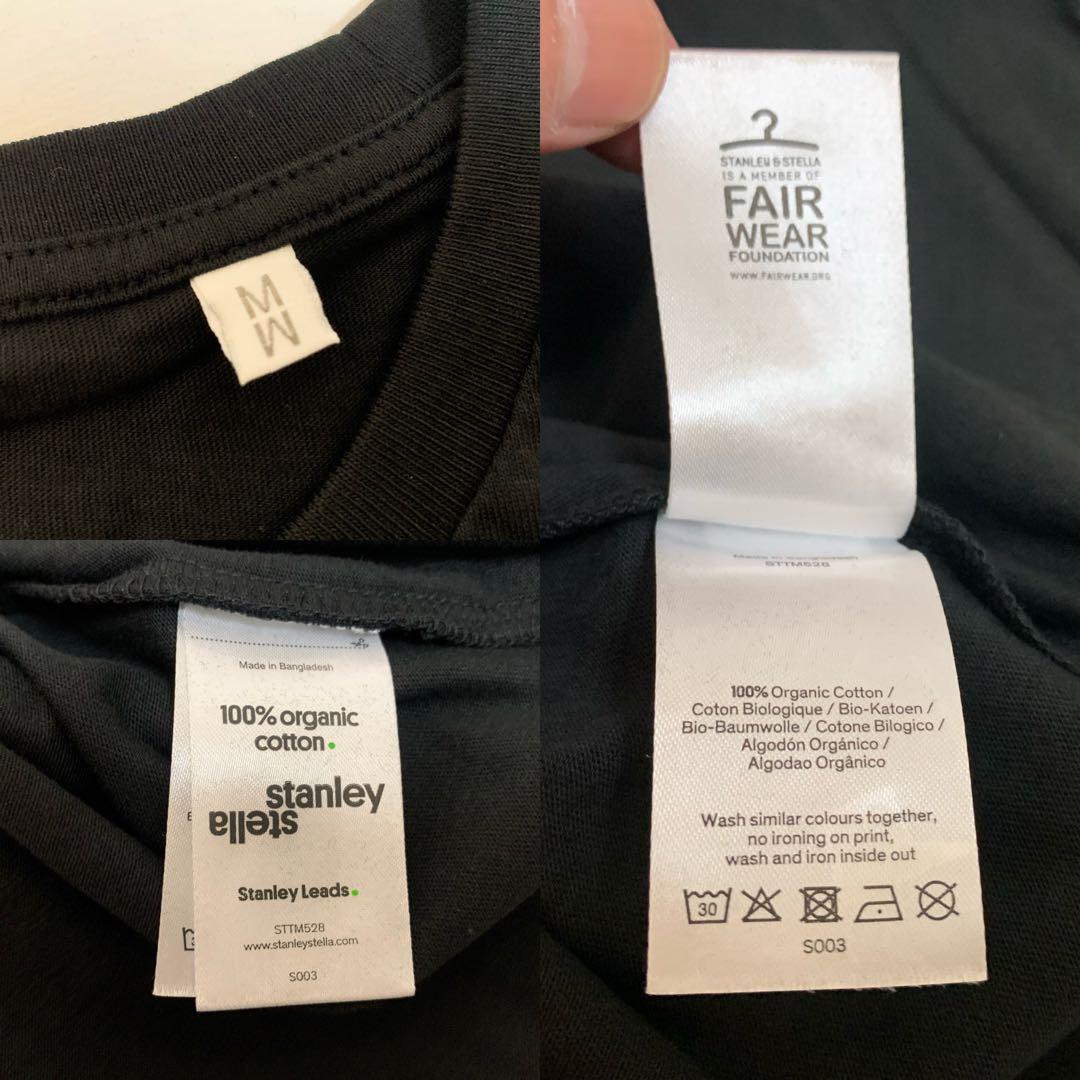 M
M
Made in Bangladesh
100% organic
cotton.
stanley
stella
Stanley Leads.
STTM528
www.stanleystella.com
S003
STANLEY & STELLA
IS A MEMBER OF
FAIR
WEAR
FOUNDATION
WWW.FAIRWEAR.ORG
Made in Bangladesh
STTM528
100% Organic Cotton /
Coton Biologique / Bio-Katoen /
Bio-Baumwolle / Cotone Bilogico /
Algodón Orgánico /
Algodao Orgânico
Wash similar colours together,
no ironing on print,
wash and iron inside out
30
S003